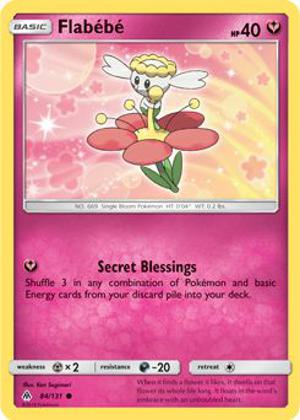 BASIC Flabébé HP40
NO. 669 Single Bloom Pokémon HT: 0'04" WT: 0.2 lbs.
Secret Blessings
Shuffle 3 in any combination of Pokémon and basic
Energy cards from your discard pile into your deck.
weakness ×2 resistance -20 retreat
Illus. Ken Sugimori
84/131
When it finds a flower it likes, it dwells on that
flower its whole life long. It floats in the wind's
embrace with an untroubled heart.